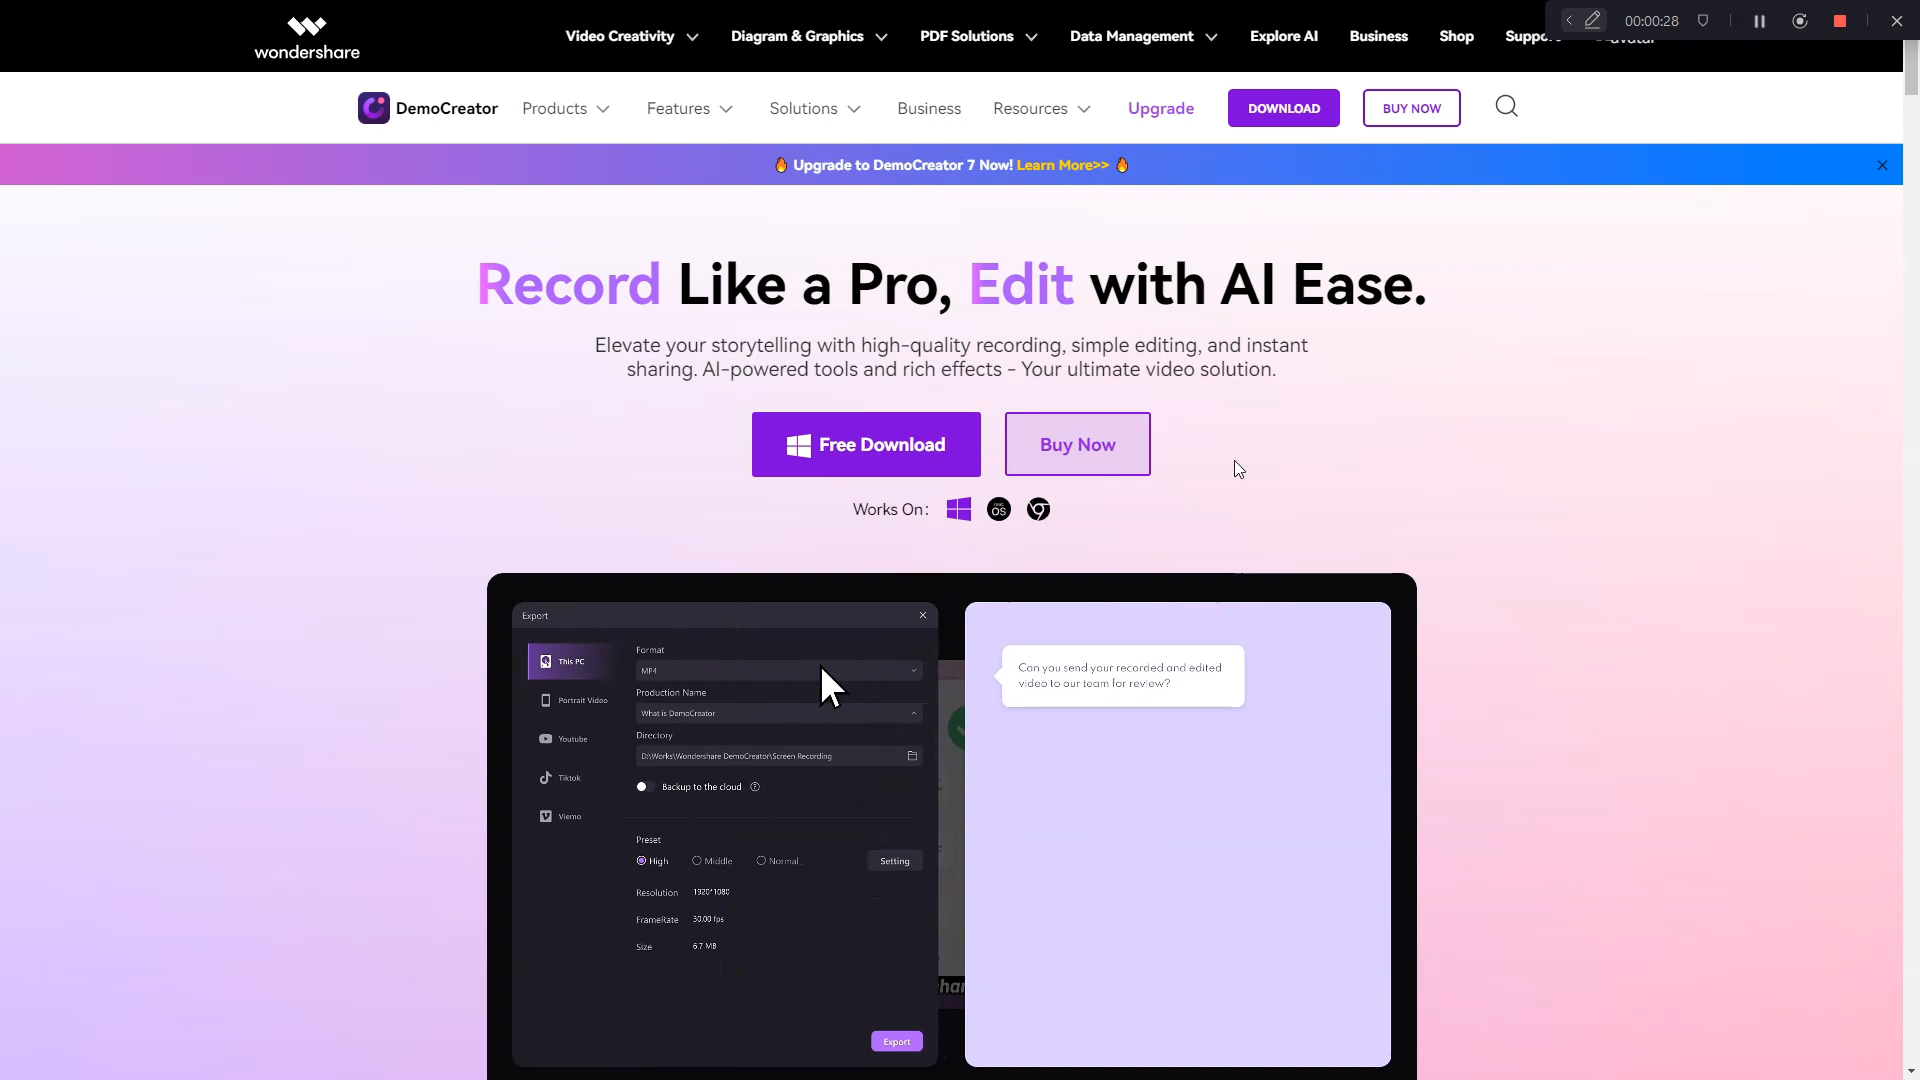 wondershare
Video Creativity
Diagram & Graphics
PDF Solutions
Data Management
Explore AI
Business
Shop
avatar
00:00:28
DemoCreator
Products
Features
Solutions
Business
Resources
Upgrade
DOWNLOAD
BUY NOW
Upgrade to DemoCreator 7 Now! Learn More>>
Record Like a Pro, Edit with AI Ease.
Elevate your storytelling with high-quality recording, simple editing, and instant
sharing. AI-powered tools and rich effects - Your ultimate video solution.
Free Download
Buy Now
Works On:
macOS
Export
This PC
Portrait Video
Youtube
Tiktok
Viemo
Format
MP4
Production Name
What is DemoCreator
Directory
D:\Works\Wondershare DemoCreator\Screen Recording
Backup to the cloud
Preset
High
Middle
Normal
Setting
Resolution 1920*1080
FrameRate 30.00 fps
Size 6.7 MB
Export
Can you send your recorded and edited
video to our team for review?